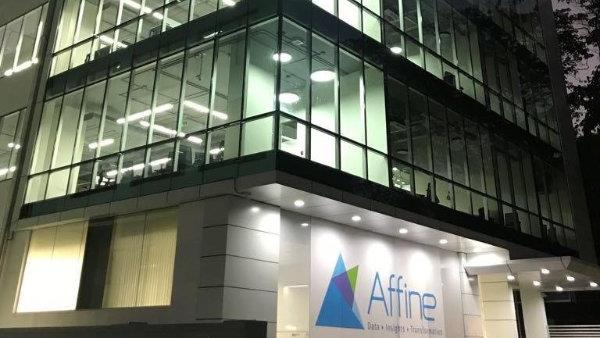 Affine
Data • Insights • Transformation